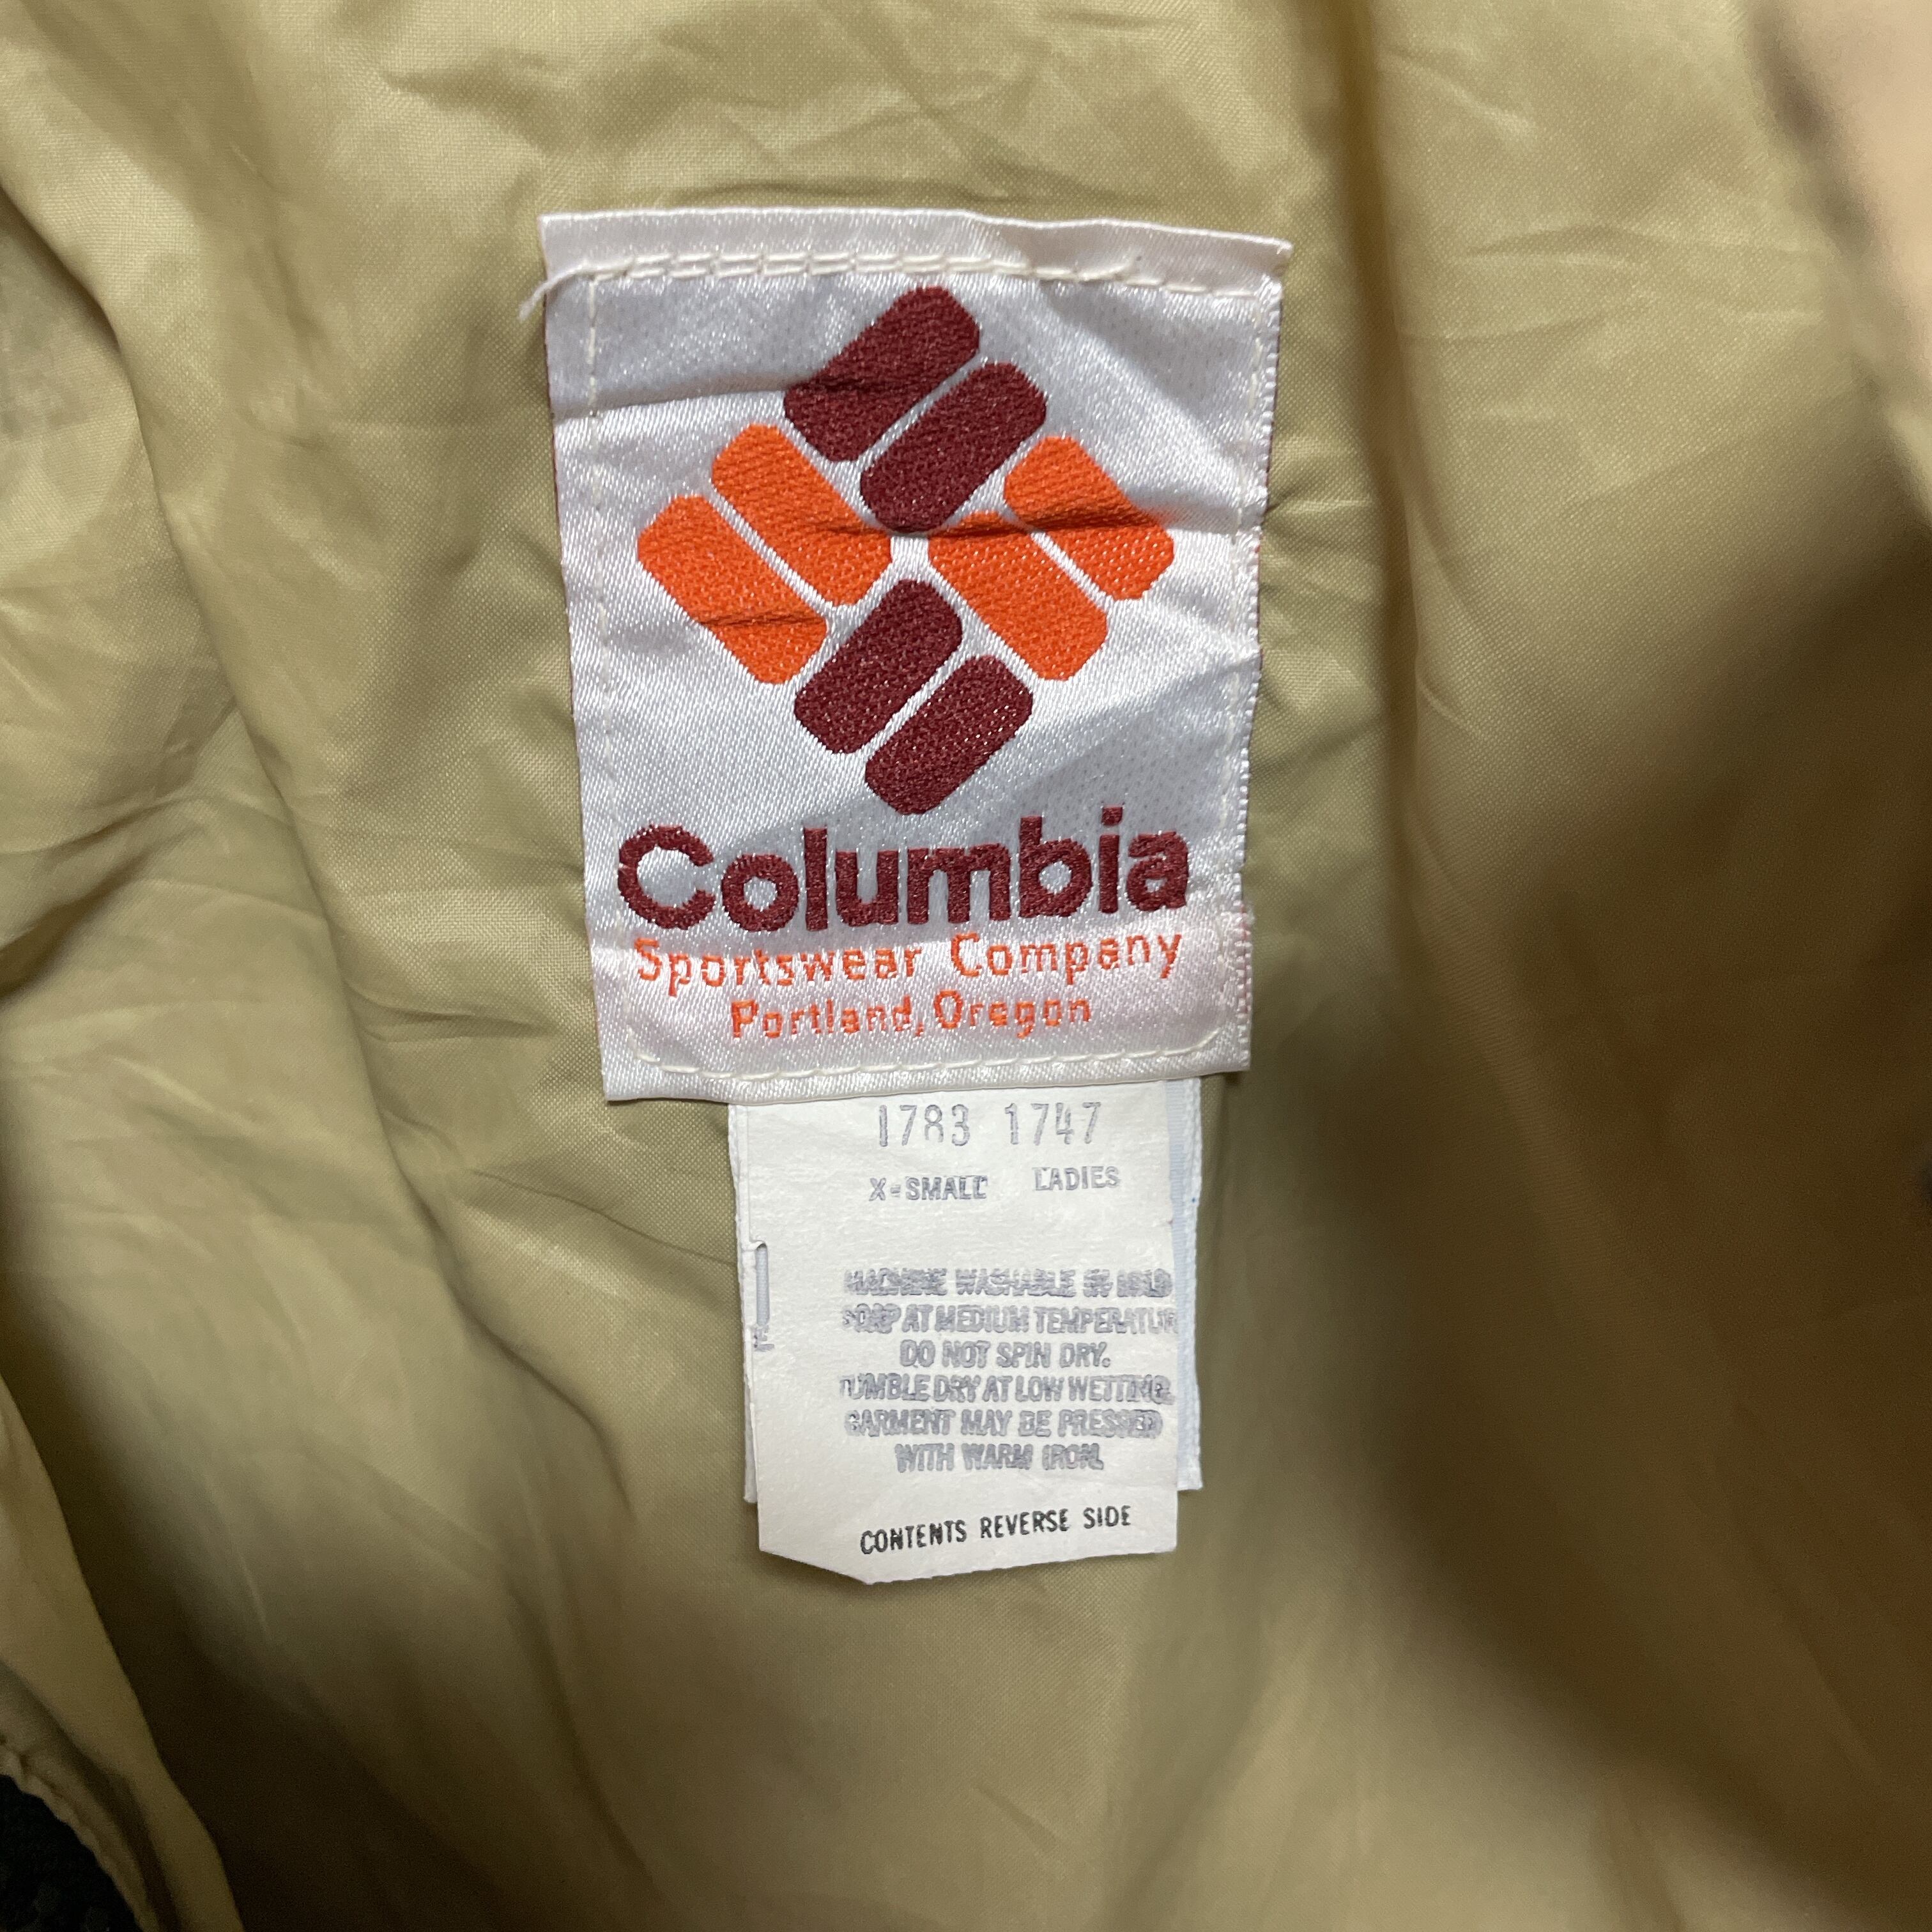 Columbia
Sportswear Company
Portland, Oregon
1783 1747
X-SMALL LADIES
MACHINE WASHABLE IN MILD
SOAP AT MEDIUM TEMPERATUR
DO NOT SPIN DRY.
TUMBLE DRY AT LOW WETTING.
GARMENT MAY BE PRESSED
WITH WARM IRON.
CONTENTS REVERSE SIDE